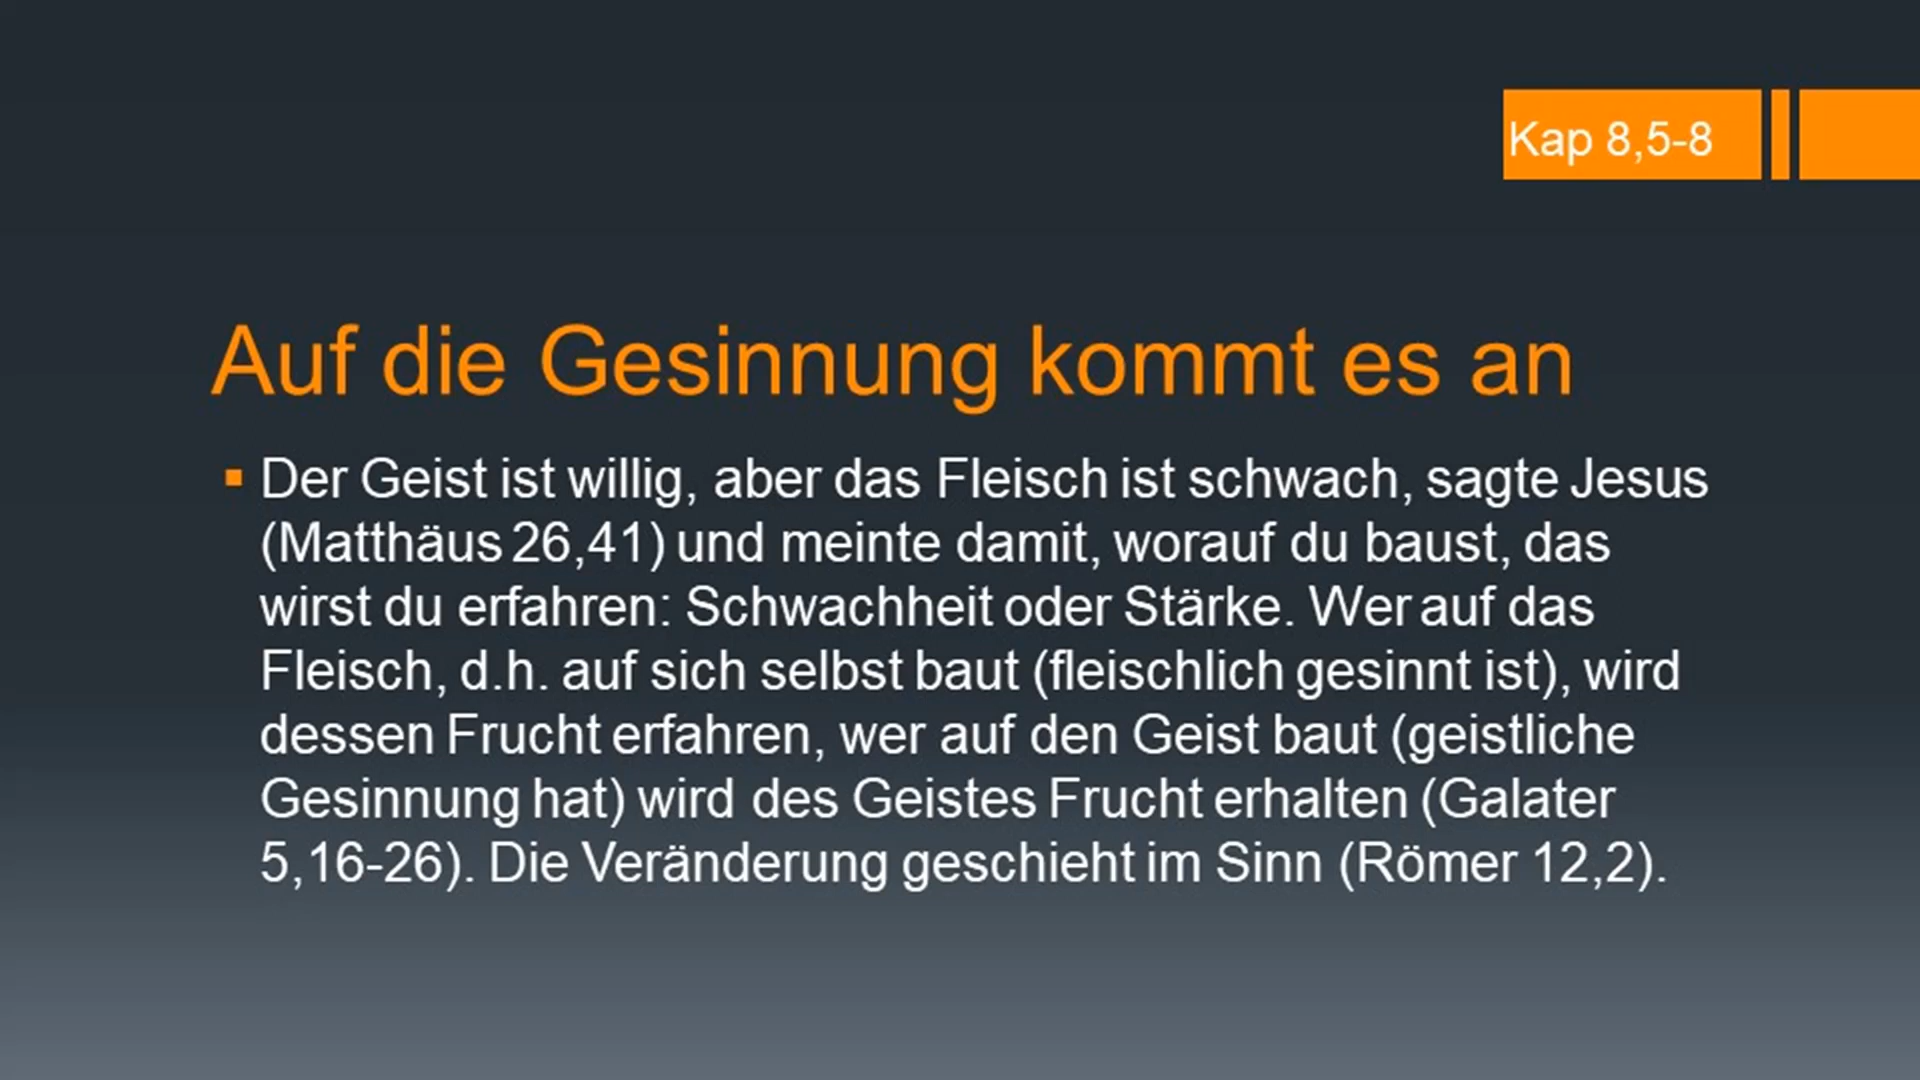 Kap 8,5-8
Auf die Gesinnung kommt es an
Der Geist ist willig, aber das Fleisch ist schwach, sagte Jesus
(Matthäus 26,41) und meinte damit, worauf du baust, das
wirst du erfahren: Schwachheit oder Stärke. Wer auf das
Fleisch, d.h. auf sich selbst baut (fleischlich gesinnt ist), wird
dessen Frucht erfahren, wer auf den Geist baut (geistliche
Gesinnung hat) wird des Geistes Frucht erhalten (Galater
5,16-26). Die Veränderung geschieht im Sinn (Römer 12,2).